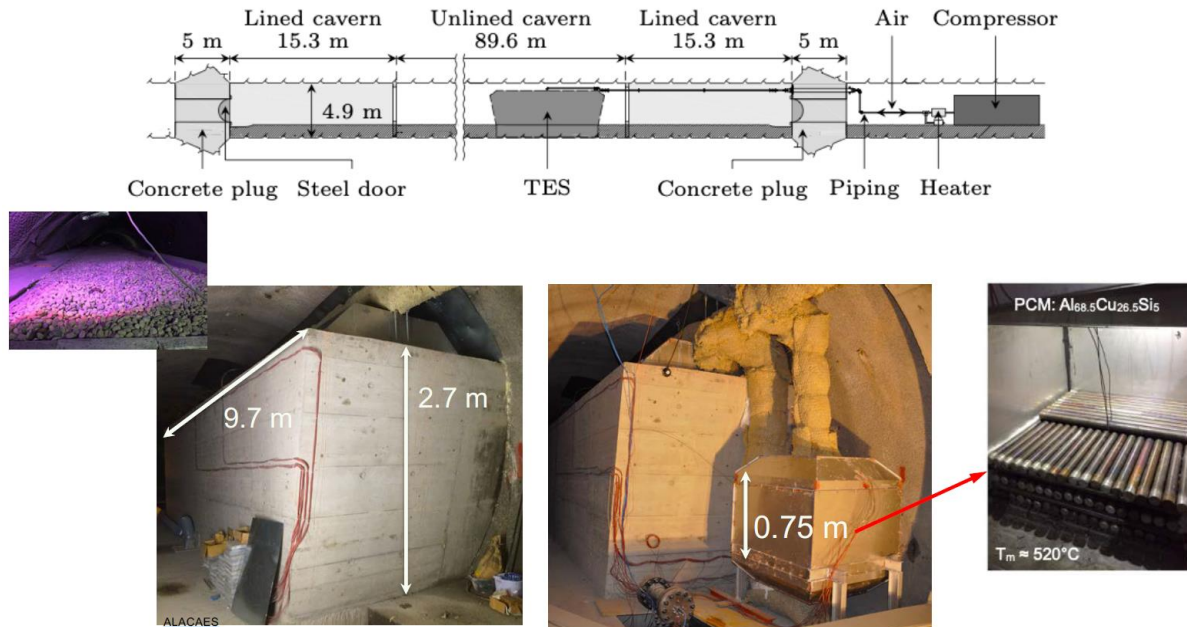 Lined cavern Unlined cavern Lined cavern Air Compressor
5 m 15.3 m 89.6 m 15.3 m 5 m
4.9 m
Concrete plug Steel door TES Concrete plug Piping Heater
PCM: Al68.5Cu26.5Si5
2.7 m
9.7 m
0.75 m
Tm ≈ 520°C
ALACAES